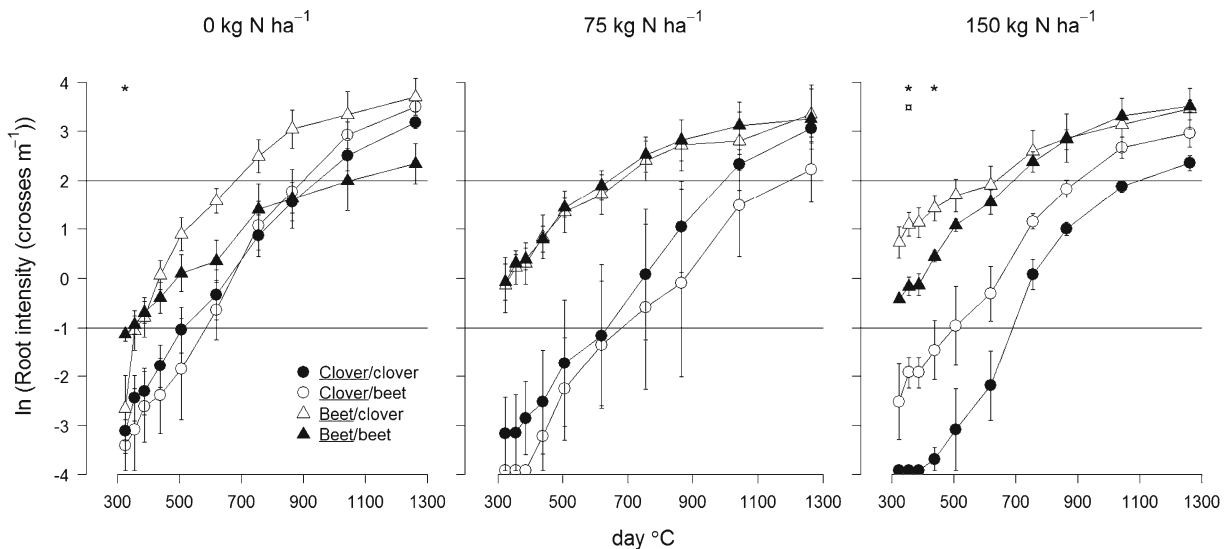 0 kg N ha⁻¹
75 kg N ha⁻¹
150 kg N ha⁻¹
ln (Root intensity (crosses m⁻¹))
4
3
2
1
0
-1
-2
-3
-4
*
* *
¤
Clover/clover
Clover/beet
Beet/clover
Beet/beet
300 500 700 900 1100 1300
300 500 700 900 1100 1300
300 500 700 900 1100 1300
day °C